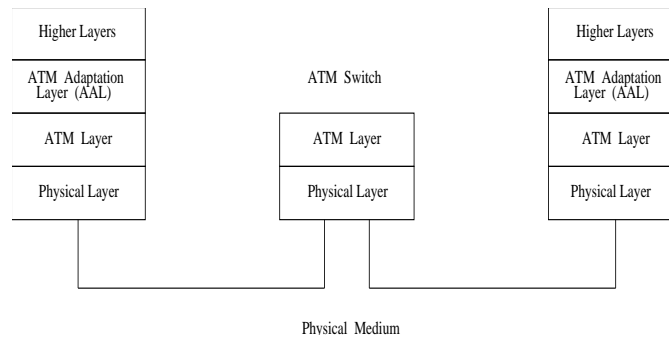 Higher Layers
ATM Adaptation
Layer (AAL)
ATM Layer
Physical Layer
ATM Switch
ATM Layer
Physical Layer
Higher Layers
ATM Adaptation
Layer (AAL)
ATM Layer
Physical Layer
Physical Medium